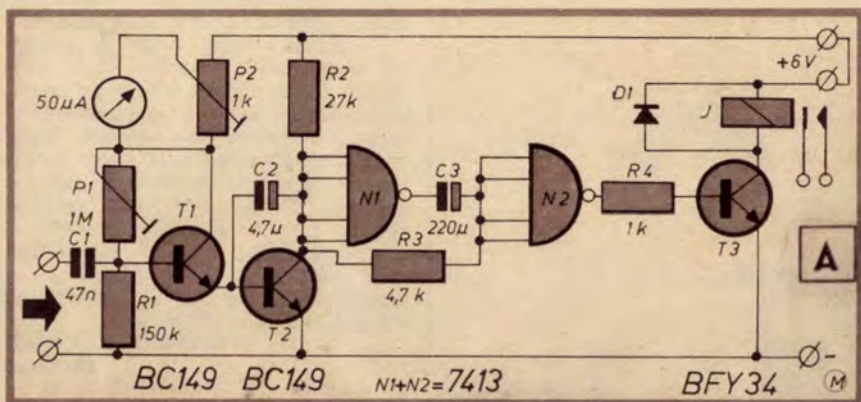 P2
1k
R2
27k
+6V
50µA
D1
J
C2
4,7µ
N1
C3
220µ
N2
R4
1k
P1
1M
T1
C1
47n
R3
4,7k
T3
A
R1
150k
T2
-
BC149 BC149 N1+N2=7413 BFY34 M